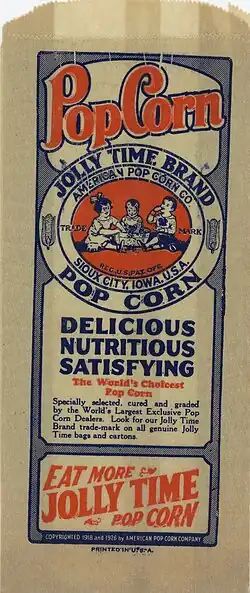 PopCorn
JOLLY TIME BRAND
AMERICAN POP CORN CO
TRADE MARK
REG. U.S. PAT. OFF.
SIOUX CITY, IOWA, U.S.A.
POP CORN
DELICIOUS
NUTRITIOUS
SATISFYING
The World's Choicest
Pop Corn
Specially selected, cured and graded
by the World's Largest Exclusive Pop
Corn Dealers. Look for our Jolly Time
Brand trade-mark on all genuine Jolly
Time bags and cartons.
EAT MORE
JOLLY TIME
POP CORN
COPYRIGHTED 1918 and 1926 by AMERICAN POP CORN COMPANY
PRINTED IN U.S.A.